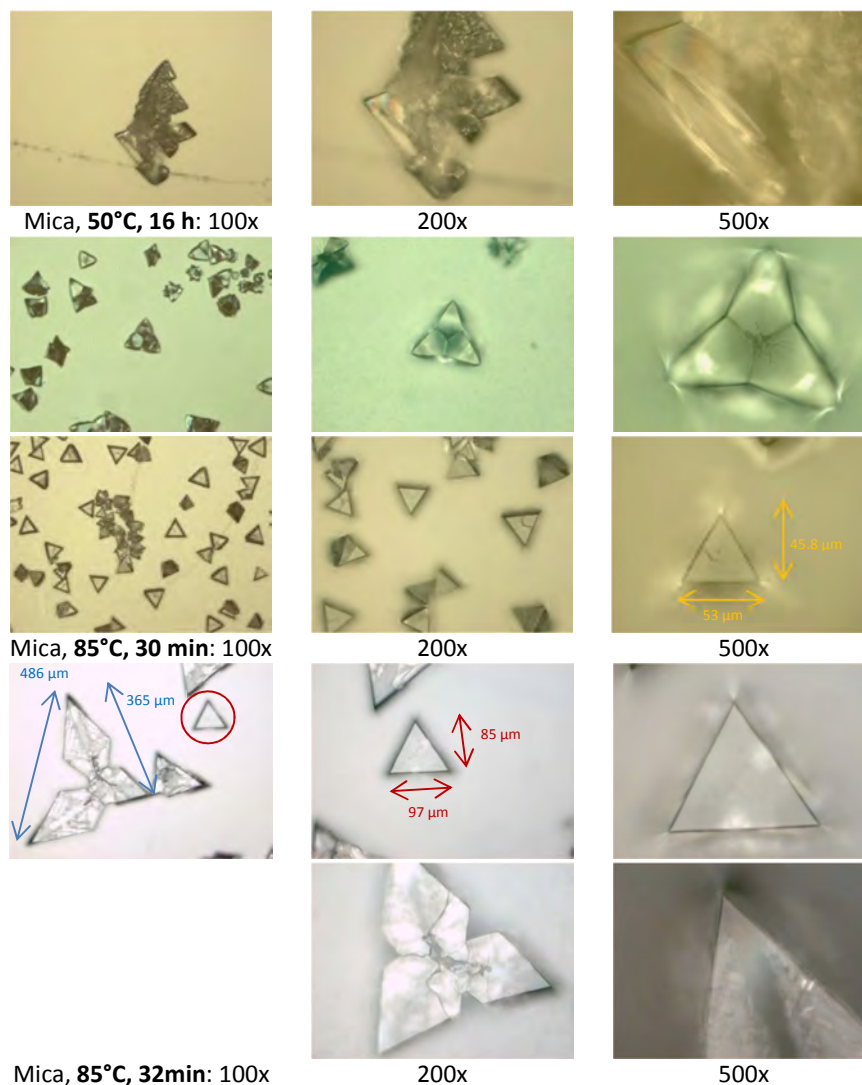 Mica, 50°C, 16 h: 100x 200x 500x
45.8 µm
53 µm
Mica, 85°C, 30 min: 100x 200x 500x
486 µm
365 µm
85 µm
97 µm
Mica, 85°C, 32min: 100x 200x 500x